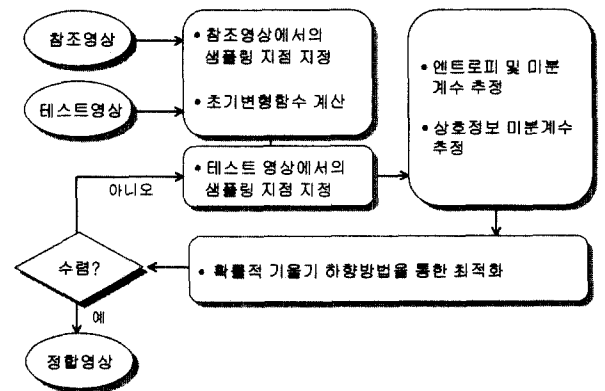 참조영상
• 참조영상에서의
샘플링 지점 지정
• 초기변형함수 계산
테스트영상
• 엔트로피 및 미분
계수 추정
• 상호정보 미분계수
추정
• 테스트 영상에서의
샘플링 지점 지정
아니오
수렴?
• 확률적 기울기 하향방법을 통한 최적화
예
정합영상